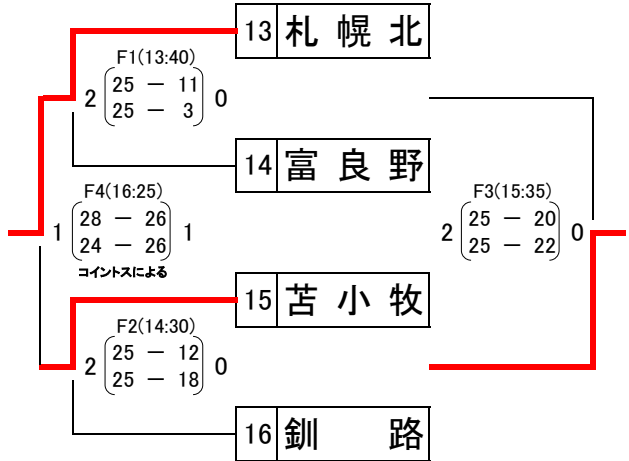 13 札幌北
F1(13:40)
2 25 － 11 0
25 － 3
14 富良野
F4(16:25)
1 28 － 26 1
24 － 26
コイントスによる
F3(15:35)
2 25 － 20 0
25 － 22
15 苫小牧
F2(14:30)
2 25 － 12 0
25 － 18
16 釧路